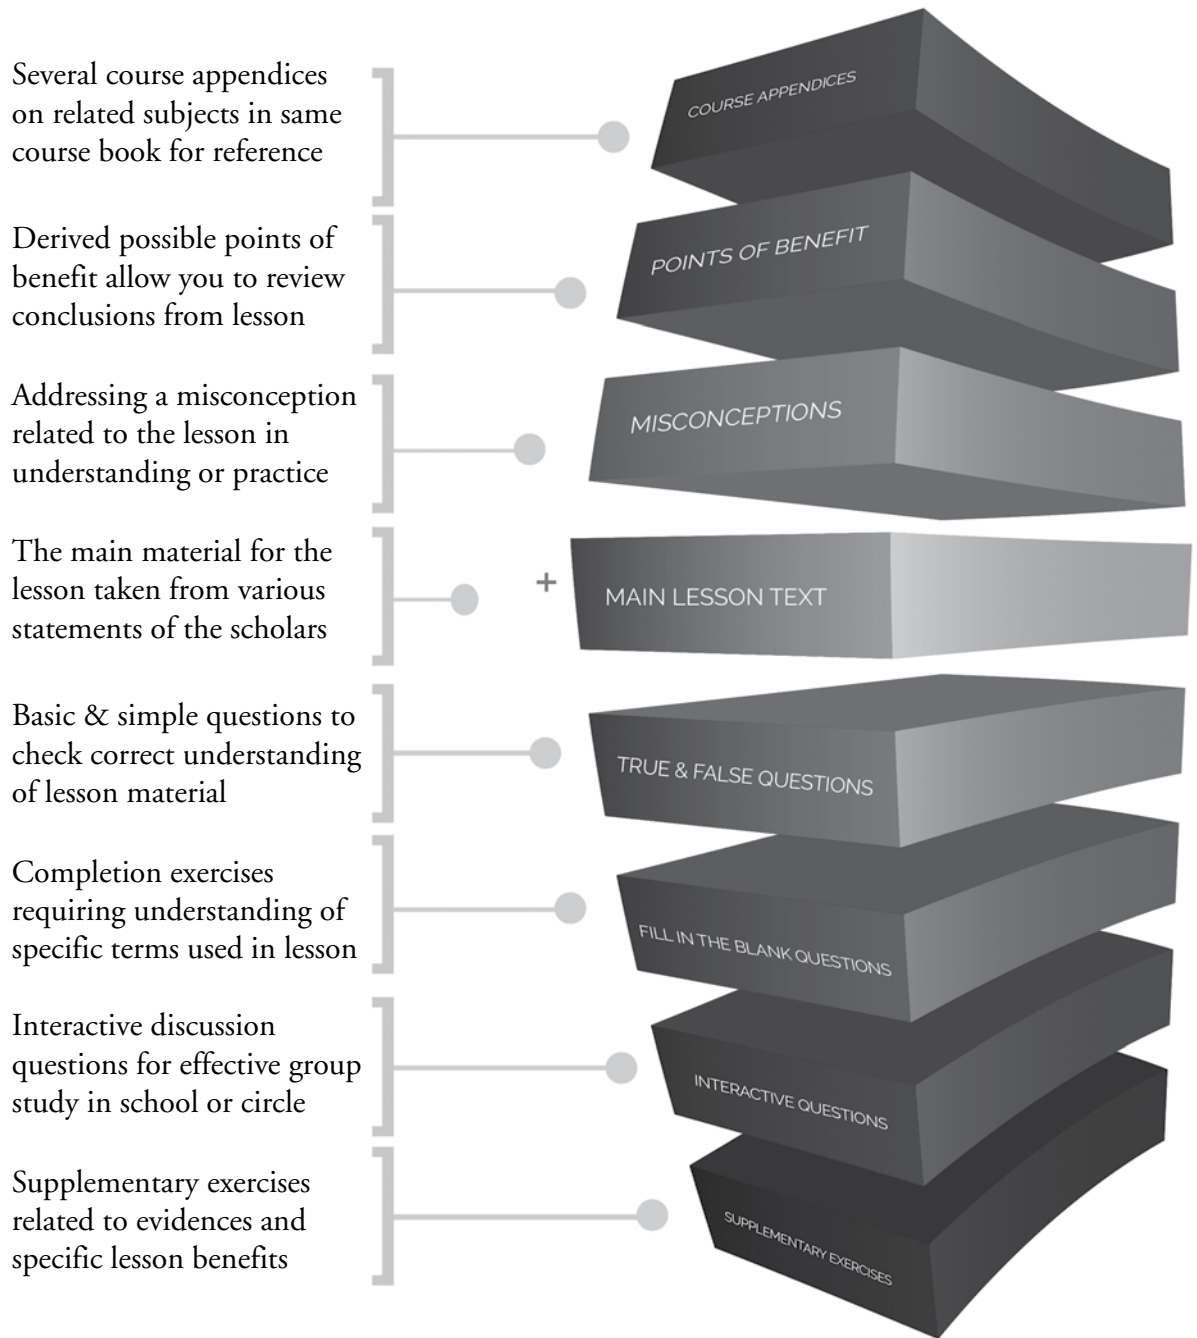 Several course appendices
on related subjects in same
course book for reference
COURSE APPENDICES
Derived possible points of
benefit allow you to review
conclusions from lesson
POINTS OF BENEFIT
Addressing a misconception
related to the lesson in
understanding or practice
MISCONCEPTIONS
The main material for the
lesson taken from various
statements of the scholars
+
MAIN LESSON TEXT
Basic & simple questions to
check correct understanding
of lesson material
TRUE & FALSE QUESTIONS
Completion exercises
requiring understanding of
specific terms used in lesson
FILL IN THE BLANK QUESTIONS
Interactive discussion
questions for effective group
study in school or circle
INTERACTIVE QUESTIONS
Supplementary exercises
related to evidences and
specific lesson benefits
SUPPLEMENTARY EXERCISES